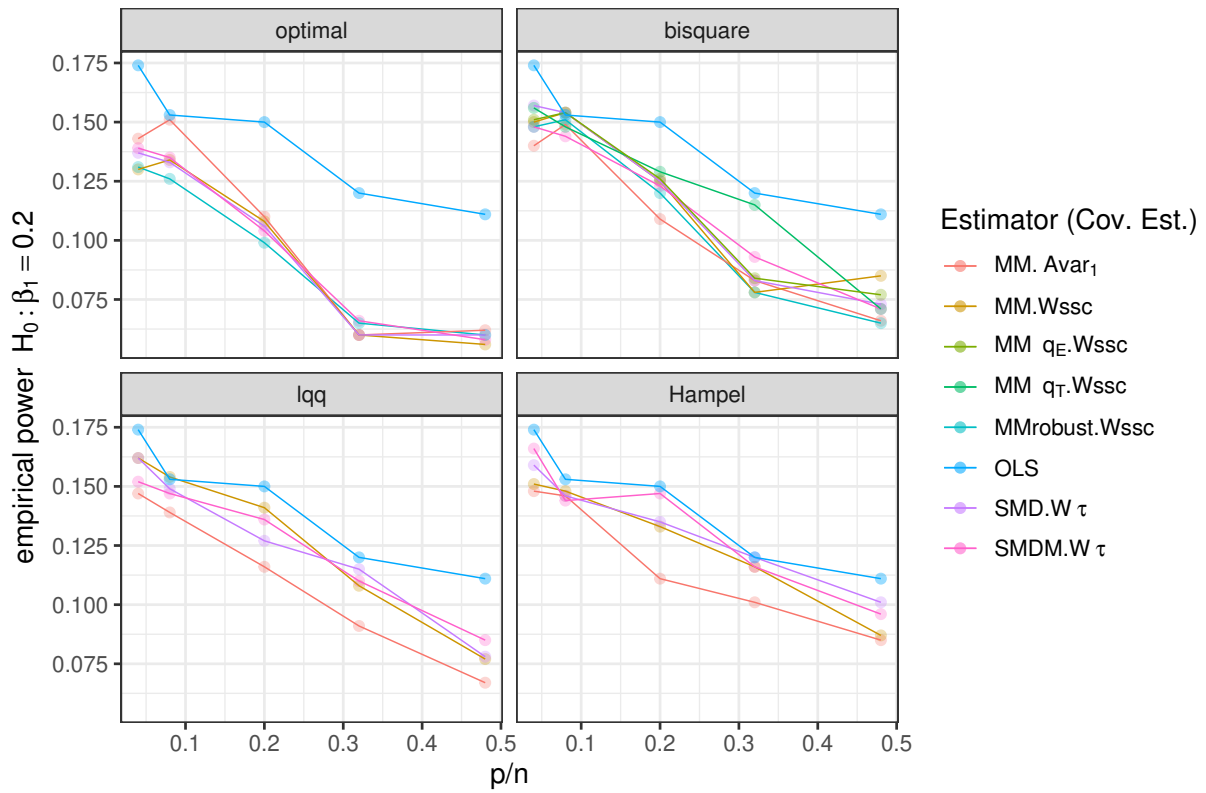 optimal
bisquare
0.175
0.150
0.125
0.100
0.075
lqq
Hampel
0.175
0.150
0.125
0.100
0.075
0.1 0.2 0.3 0.4 0.5
0.1 0.2 0.3 0.4 0.5
p/n
empirical power H₀ : β₁ = 0.2
Estimator (Cov. Est.)
MM. Avar₁
MM.Wssc
MM qE.Wssc
MM qT.Wssc
MMrobust.Wssc
OLS
SMD.W τ
SMDM.W τ